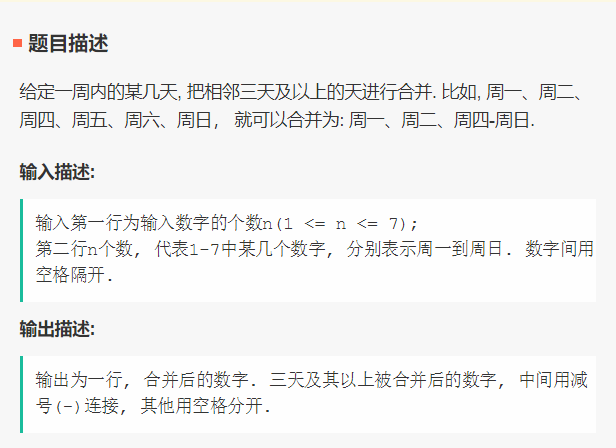 题目描述
给定一周内的某几天, 把相邻三天及以上的天进行合并. 比如, 周一、周二、
周四、周五、周六、周日， 就可以合并为: 周一、周二、周四-周日.
输入描述:
输入第一行为输入数字的个数n(1 <= n <= 7);
第二行n个数, 代表1-7中某几个数字, 分别表示周一到周日. 数字间用
空格隔开.
输出描述:
输出为一行, 合并后的数字. 三天及其以上被合并后的数字, 中间用减
号(-)连接, 其他用空格分开.